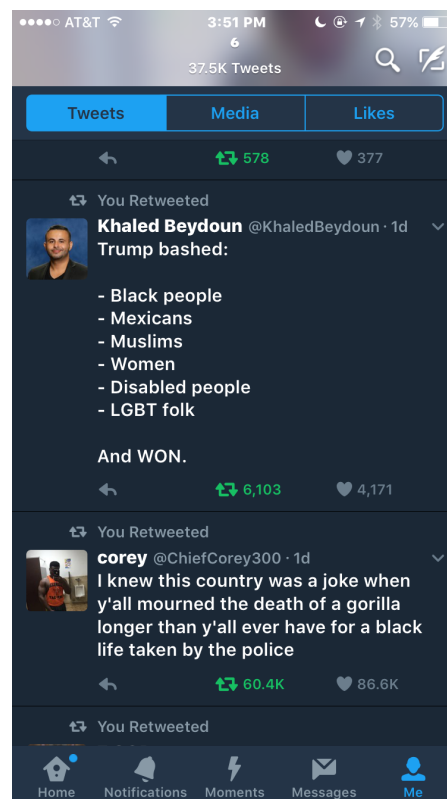 AT&T 3:51 PM 57%
6
37.5K Tweets
Tweets Media Likes
578 377
You Retweeted
Khaled Beydoun @KhaledBeydoun · 1d
Trump bashed:
- Black people
- Mexicans
- Muslims
- Women
- Disabled people
- LGBT folk
And WON.
6,103 4,171
You Retweeted
corey @ChiefCorey300 · 1d
I knew this country was a joke when
y'all mourned the death of a gorilla
longer than y'all ever have for a black
life taken by the police
60.4K 86.6K
You Retweeted
Home Notifications Moments Messages Me